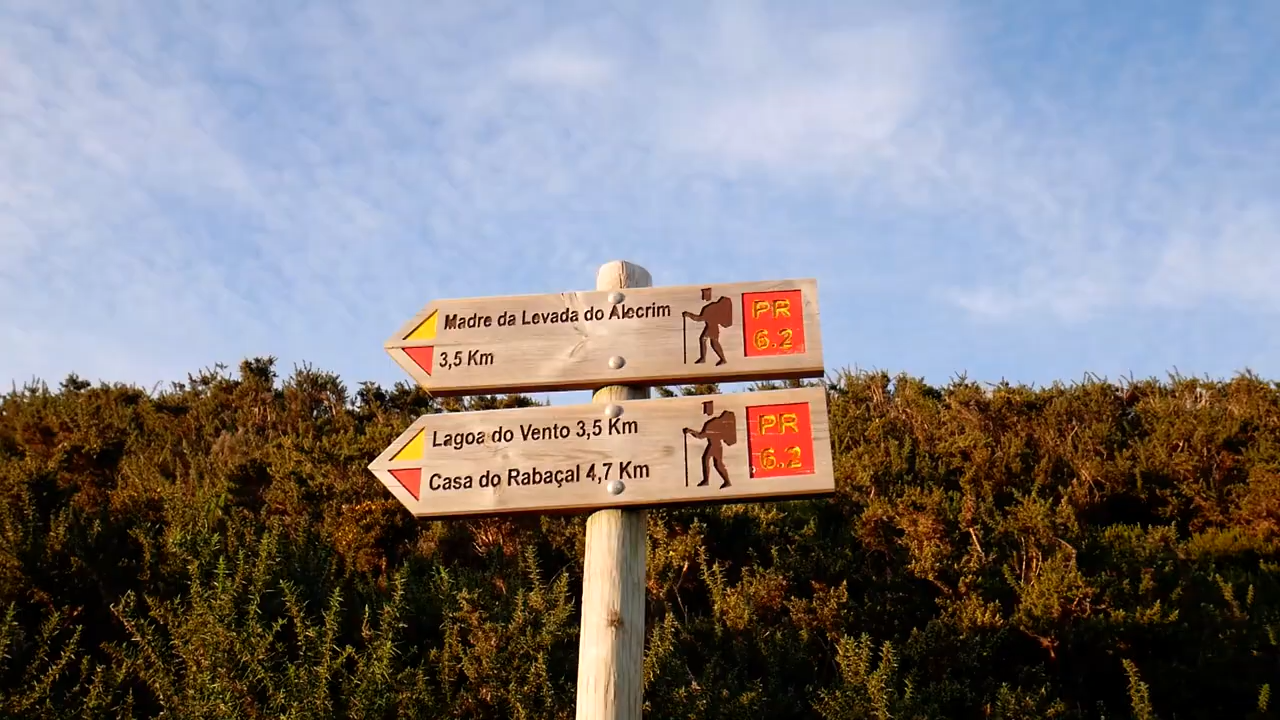 Madre da Levada do Alecrim
3,5 Km
PR
6.2
Lagoa do Vento 3,5 Km
Casa do Rabaçal 4,7 Km
PR
6.2